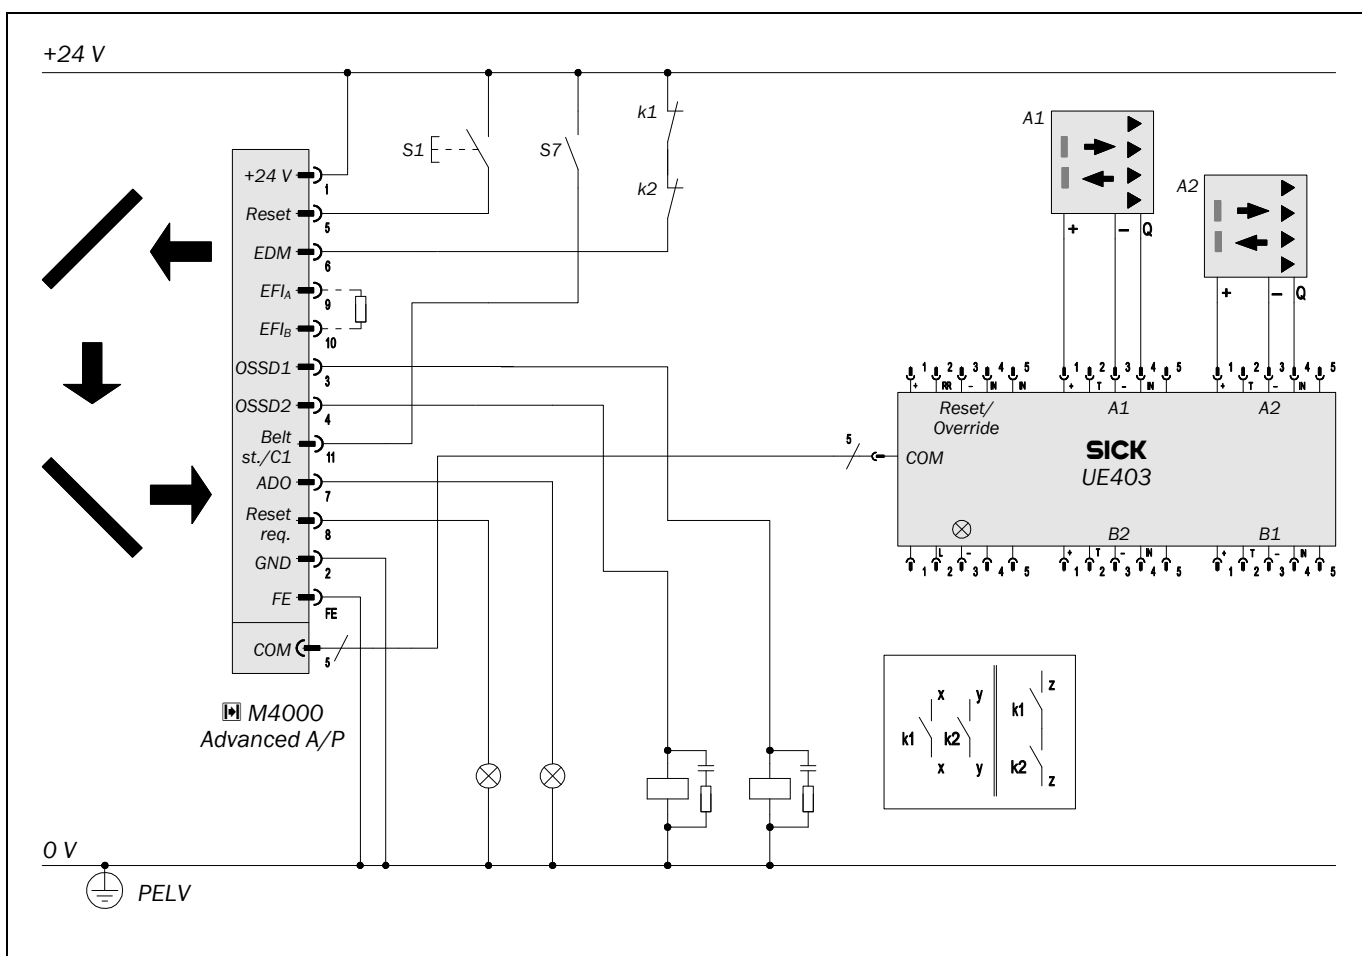 +24 V
k1
S1
S7
k2
A1
A2
+24 V
1
Reset
5
EDM
6
EFIA
9
EFIB
10
OSSD1
3
OSSD2
4
Belt
st./C1
11
ADO
7
Reset
req.
8
GND
2
FE
FE
COM
5
M4000
Advanced A/P
+ − Q
+ − Q
1 2 3 4 5 1 2 3 4 5 1 2 3 4 5
+ RR − IN IN + T − IN + T − IN
Reset/
Override
A1
A2
5
COM
SICK
UE403
B2
B1
L − + T − IN + T − IN
1 2 3 4 5 1 2 3 4 5 1 2 3 4 5
x y z
k1 k2 k1
x y k2 z
0 V
PELV